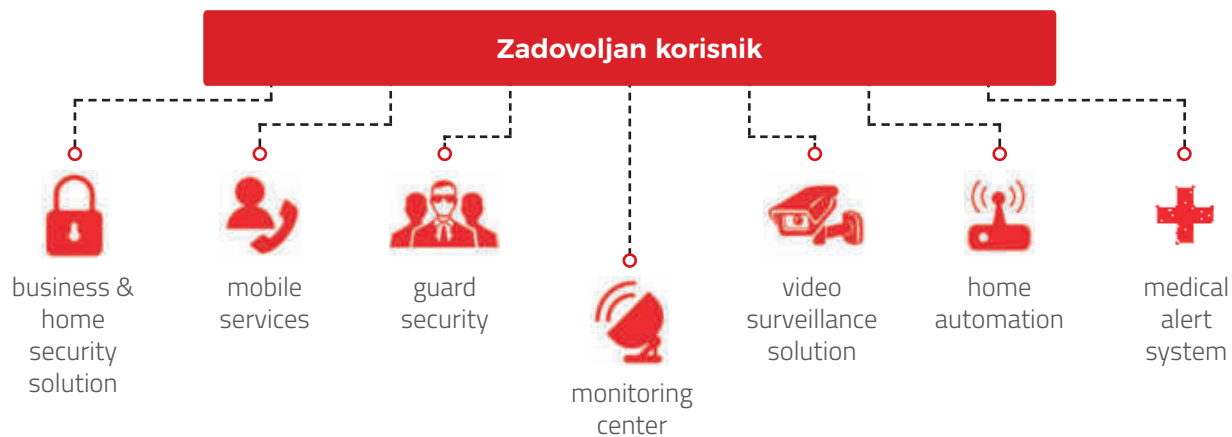 Zadovoljan korisnik
business &
home
security
solution
mobile
services
guard
security
monitoring
center
video
surveillance
solution
home
automation
medical
alert
system